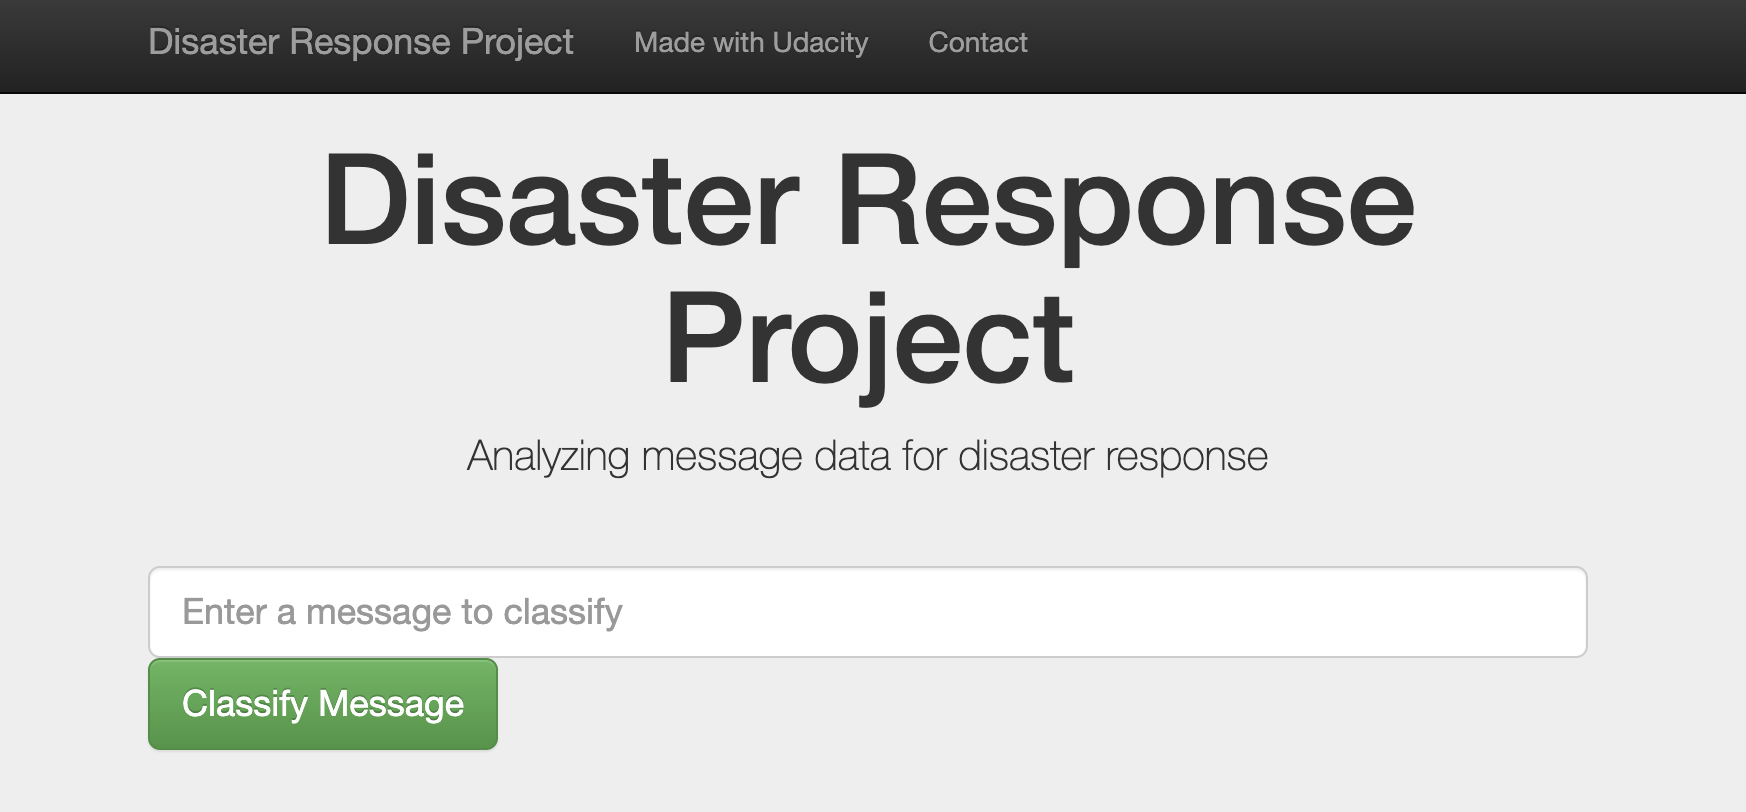 Disaster Response Project Made with Udacity Contact
Disaster Response
Project
Analyzing message data for disaster response
Enter a message to classify
Classify Message